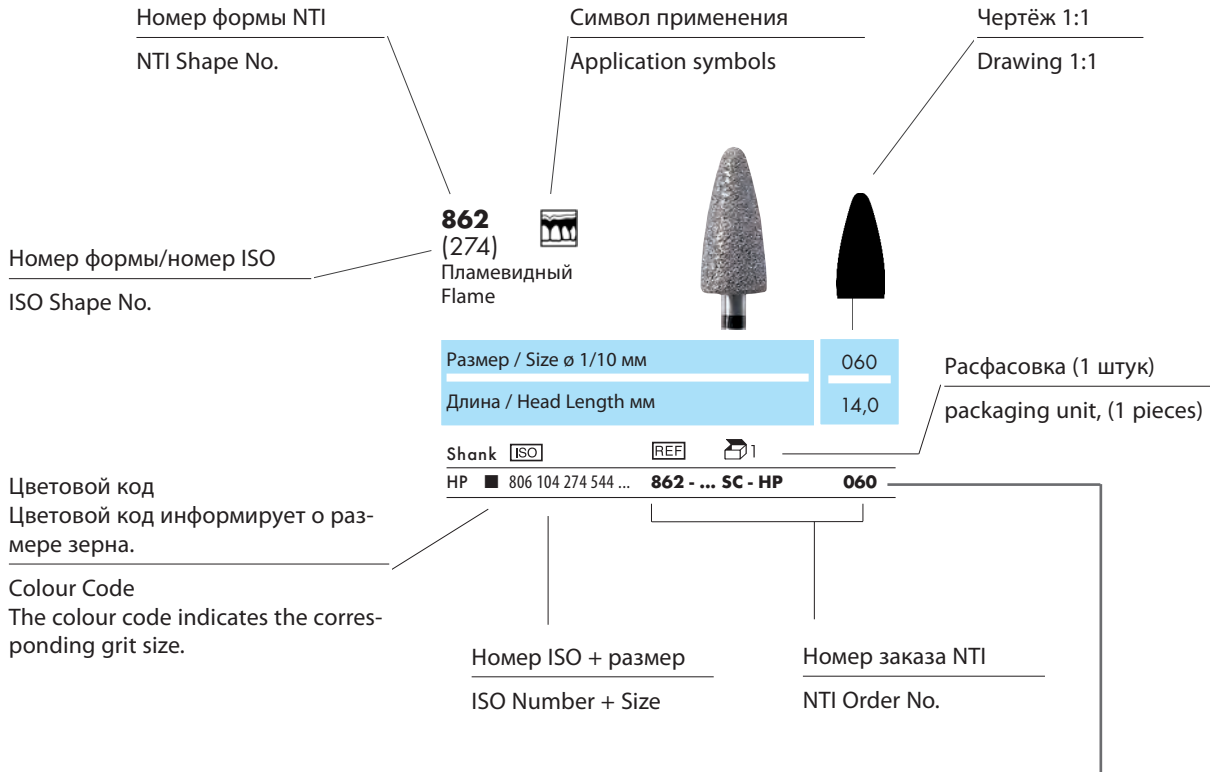 Номер формы NTI
NTI Shape No.
Символ применения
Application symbols
Чертёж 1:1
Drawing 1:1
862
(274)
Пламевидный
Flame
Номер формы/номер ISO
ISO Shape No.
Размер / Size ø 1/10 мм 060
Длина / Head Length мм 14,0
Расфасовка (1 штук)
packaging unit, (1 pieces)
Shank ISO REF 1
HP 806 104 274 544 ... 862 - ... SC - HP 060
Цветовой код
Цветовой код информирует о раз-
мере зерна.
Colour Code
The colour code indicates the corres-
ponding grit size.
Номер ISO + размер
ISO Number + Size
Номер заказа NTI
NTI Order No.